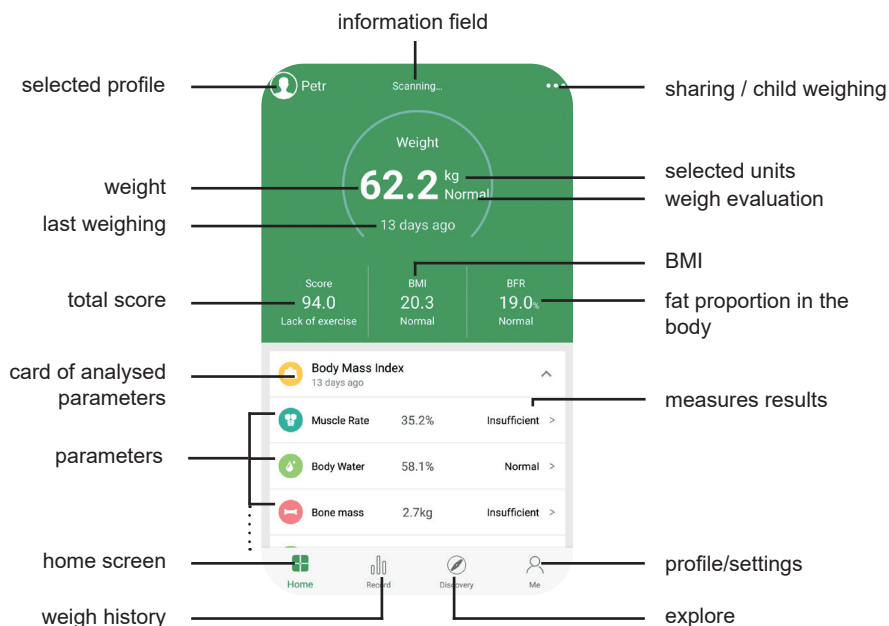 information field
selected profile
Petr
Scanning...
sharing / child weighing
Weight
weight
62.2
kg
Normal
selected units
weigh evaluation
last weighing
13 days ago
BMI
total score
Score
94.0
Lack of exercise
BMI
20.3
Normal
BFR
19.0%
Normal
fat proportion in the
body
card of analysed
parameters
Body Mass Index
13 days ago
measures results
Muscle Rate 35.2% Insufficient >
parameters
Body Water 58.1% Normal >
Bone mass 2.7kg Insufficient >
home screen
profile/settings
Home
Record
Discovery
Me
weigh history
explore